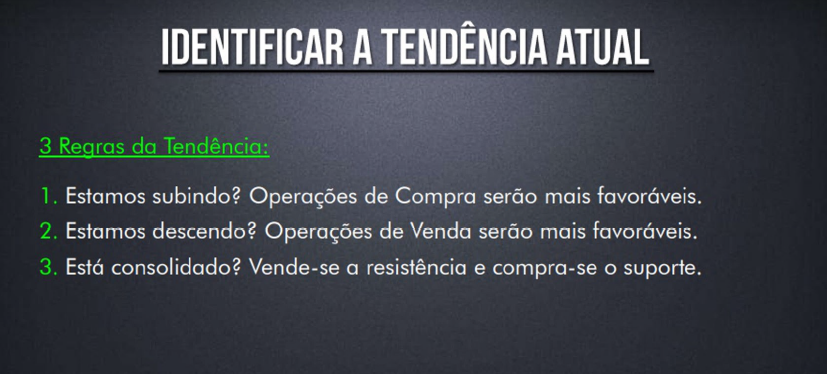 IDENTIFICAR A TENDÊNCIA ATUAL
3 Regras da Tendência:
1. Estamos subindo? Operações de Compra serão mais favoráveis.
2. Estamos descendo? Operações de Venda serão mais favoráveis.
3. Está consolidado? Vende-se a resistência e compra-se o suporte.